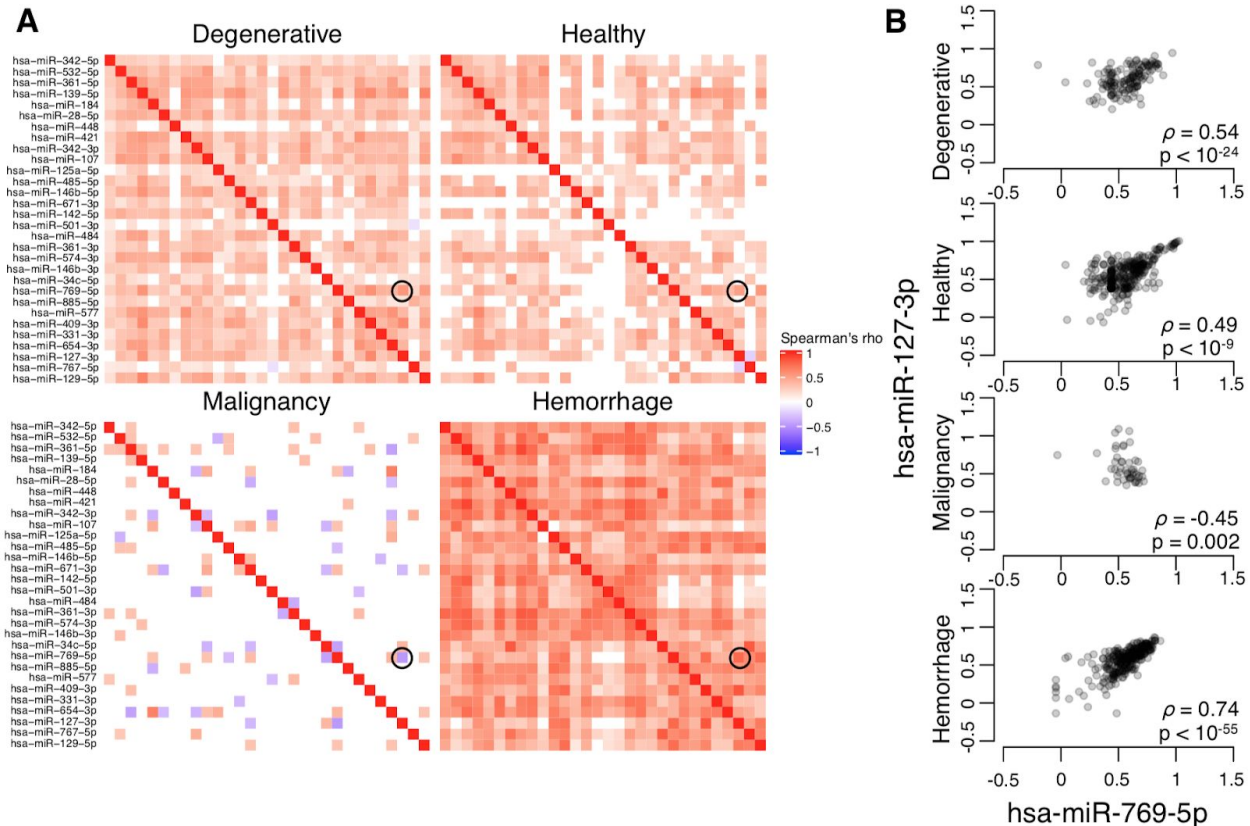 A
Degenerative
Healthy
hsa-miR-342-5p
hsa-miR-532-5p
hsa-miR-361-5p
hsa-miR-139-5p
hsa-miR-184
hsa-miR-28-5p
hsa-miR-448
hsa-miR-421
hsa-miR-342-3p
hsa-miR-107
hsa-miR-125a-5p
hsa-miR-485-5p
hsa-miR-146b-5p
hsa-miR-671-3p
hsa-miR-142-5p
hsa-miR-501-3p
hsa-miR-484
hsa-miR-361-3p
hsa-miR-574-3p
hsa-miR-146b-3p
hsa-miR-34c-5p
hsa-miR-769-5p
hsa-miR-885-5p
hsa-miR-577
hsa-miR-409-3p
hsa-miR-331-3p
hsa-miR-654-3p
hsa-miR-127-3p
hsa-miR-767-5p
hsa-miR-129-5p
Spearman's rho
1
0.5
0
-0.5
-1
Malignancy
Hemorrhage
hsa-miR-342-5p
hsa-miR-532-5p
hsa-miR-361-5p
hsa-miR-139-5p
hsa-miR-184
hsa-miR-28-5p
hsa-miR-448
hsa-miR-421
hsa-miR-342-3p
hsa-miR-107
hsa-miR-125a-5p
hsa-miR-485-5p
hsa-miR-146b-5p
hsa-miR-671-3p
hsa-miR-142-5p
hsa-miR-501-3p
hsa-miR-484
hsa-miR-361-3p
hsa-miR-574-3p
hsa-miR-146b-3p
hsa-miR-34c-5p
hsa-miR-769-5p
hsa-miR-885-5p
hsa-miR-577
hsa-miR-409-3p
hsa-miR-331-3p
hsa-miR-654-3p
hsa-miR-127-3p
hsa-miR-767-5p
hsa-miR-129-5p
B
hsa-miR-127-3p
Degenerative
1.5
1
0.5
0
-0.5
ρ = 0.54
p < 10⁻²⁴
-0.5 0 0.5 1 1.5
Healthy
1.5
1
0.5
0
-0.5
ρ = 0.49
p < 10⁻⁹
-0.5 0 0.5 1 1.5
Malignancy
1.5
1
0.5
0
-0.5
ρ = -0.45
p = 0.002
-0.5 0 0.5 1 1.5
Hemorrhage
1.5
1
0.5
0
-0.5
ρ = 0.74
p < 10⁻⁵⁵
-0.5 0 0.5 1 1.5
hsa-miR-769-5p